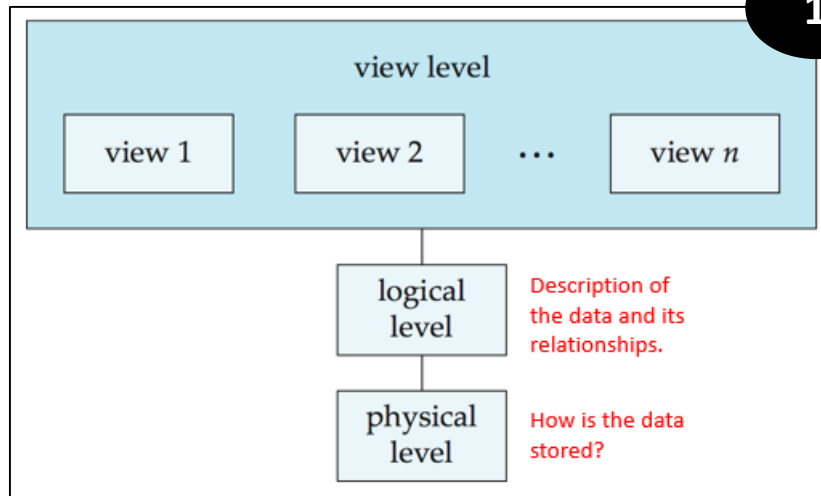 1
view level
view 1
view 2
...
view n
logical
level
Description of
the data and its
relationships.
physical
level
How is the data
stored?